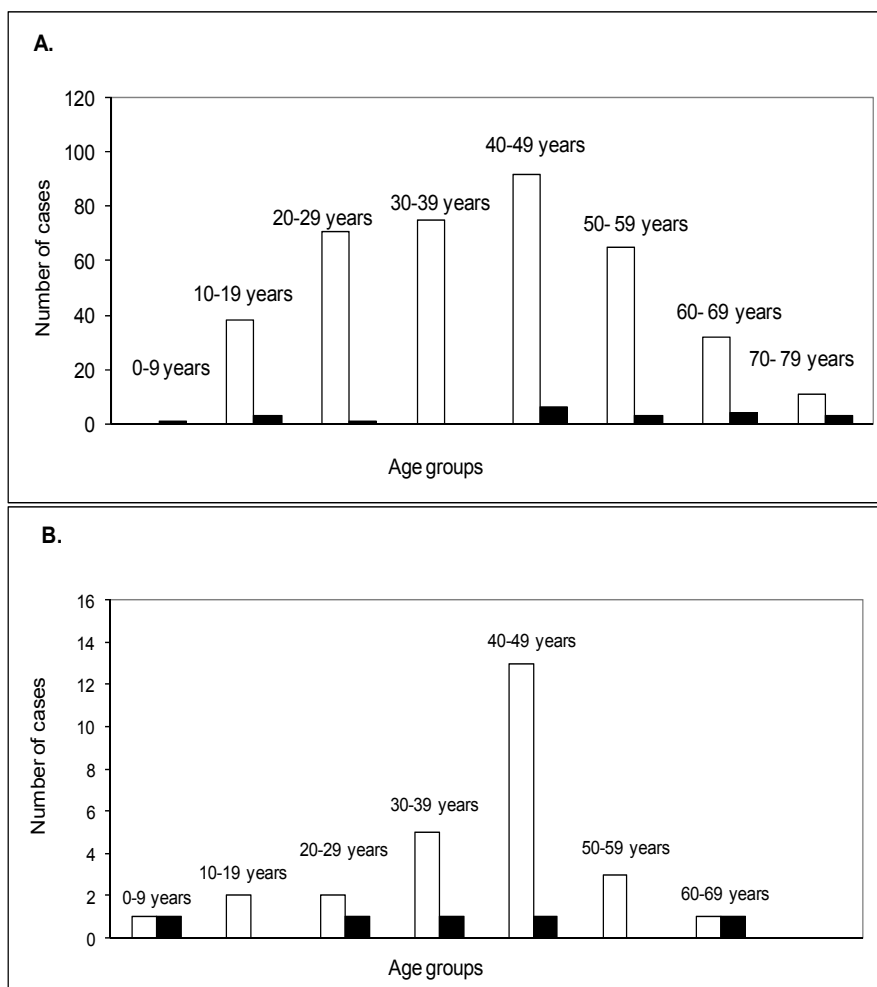 A.
120
100
80
60
40
20
0
Number of cases
0-9 years
10-19 years
20-29 years
30-39 years
40-49 years
50- 59 years
60- 69 years
70- 79 years
Age groups
B.
16
14
12
10
8
6
4
2
0
Number of cases
0-9 years
10-19 years
20-29 years
30-39 years
40-49 years
50-59 years
60-69 years
Age groups